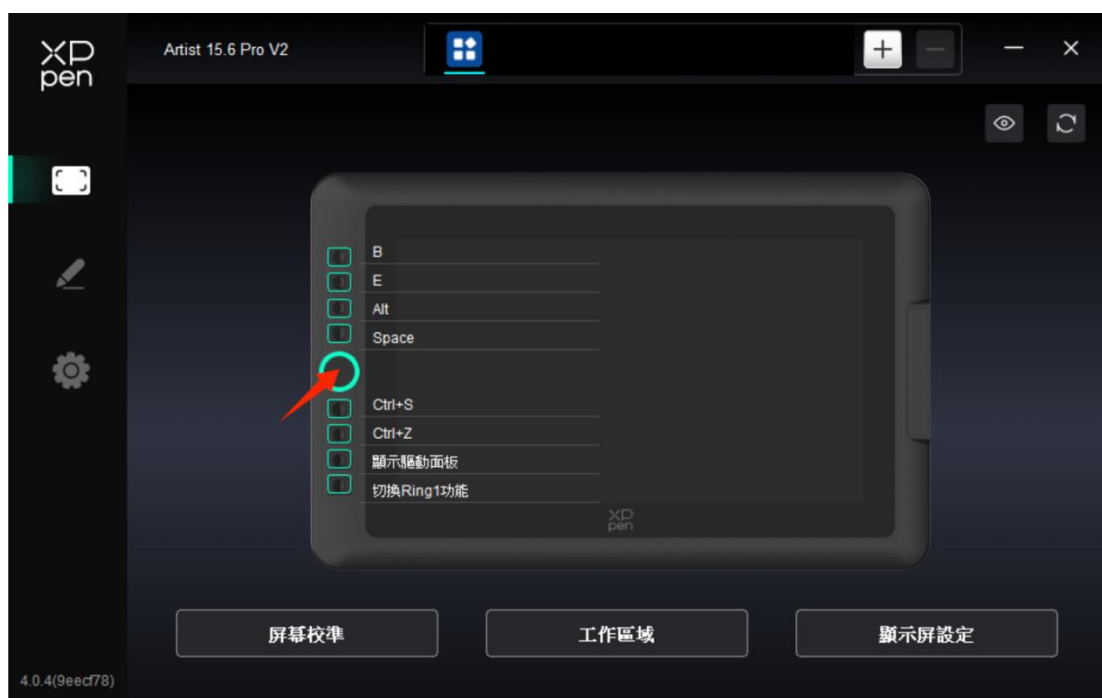 XP
pen
Artist 15.6 Pro V2
B
E
Alt
Space
Ctrl+S
Ctrl+Z
顯示驅動面板
切換Ring1功能
XP
pen
屏幕校準
工作區域
顯示屏設定
4.0.4(9eecf78)